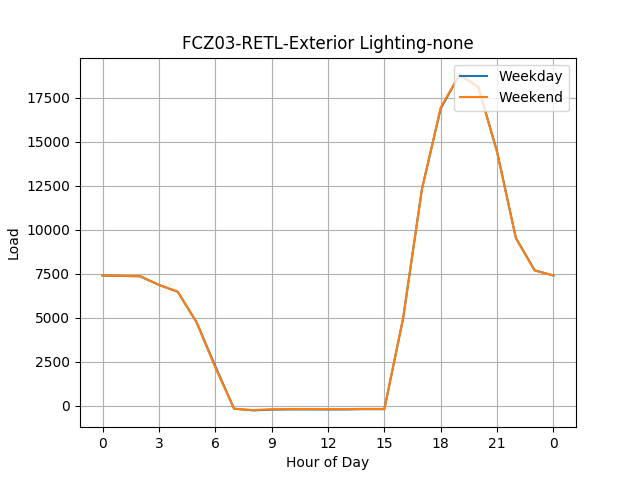 FCZ03-RETL-Exterior Lighting-none
Weekday
Weekend
17500
15000
12500
10000
7500
5000
2500
0
Load
0 3 6 9 12 15 18 21 0
Hour of Day